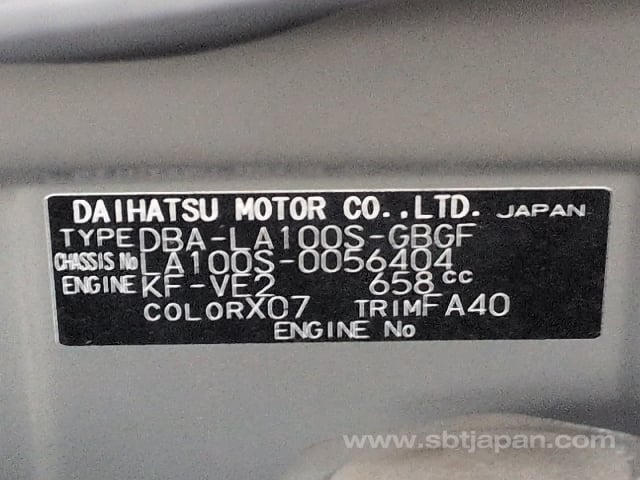 DAIHATSU MOTOR CO.,LTD. JAPAN
TYPE DBA-LA100S-GBGF
CHASSIS No LA100S-0056404
ENGINE KF-VE2 658cc
COLOR X07 TRIM FA40
ENGINE No
www.sbtjapan.com